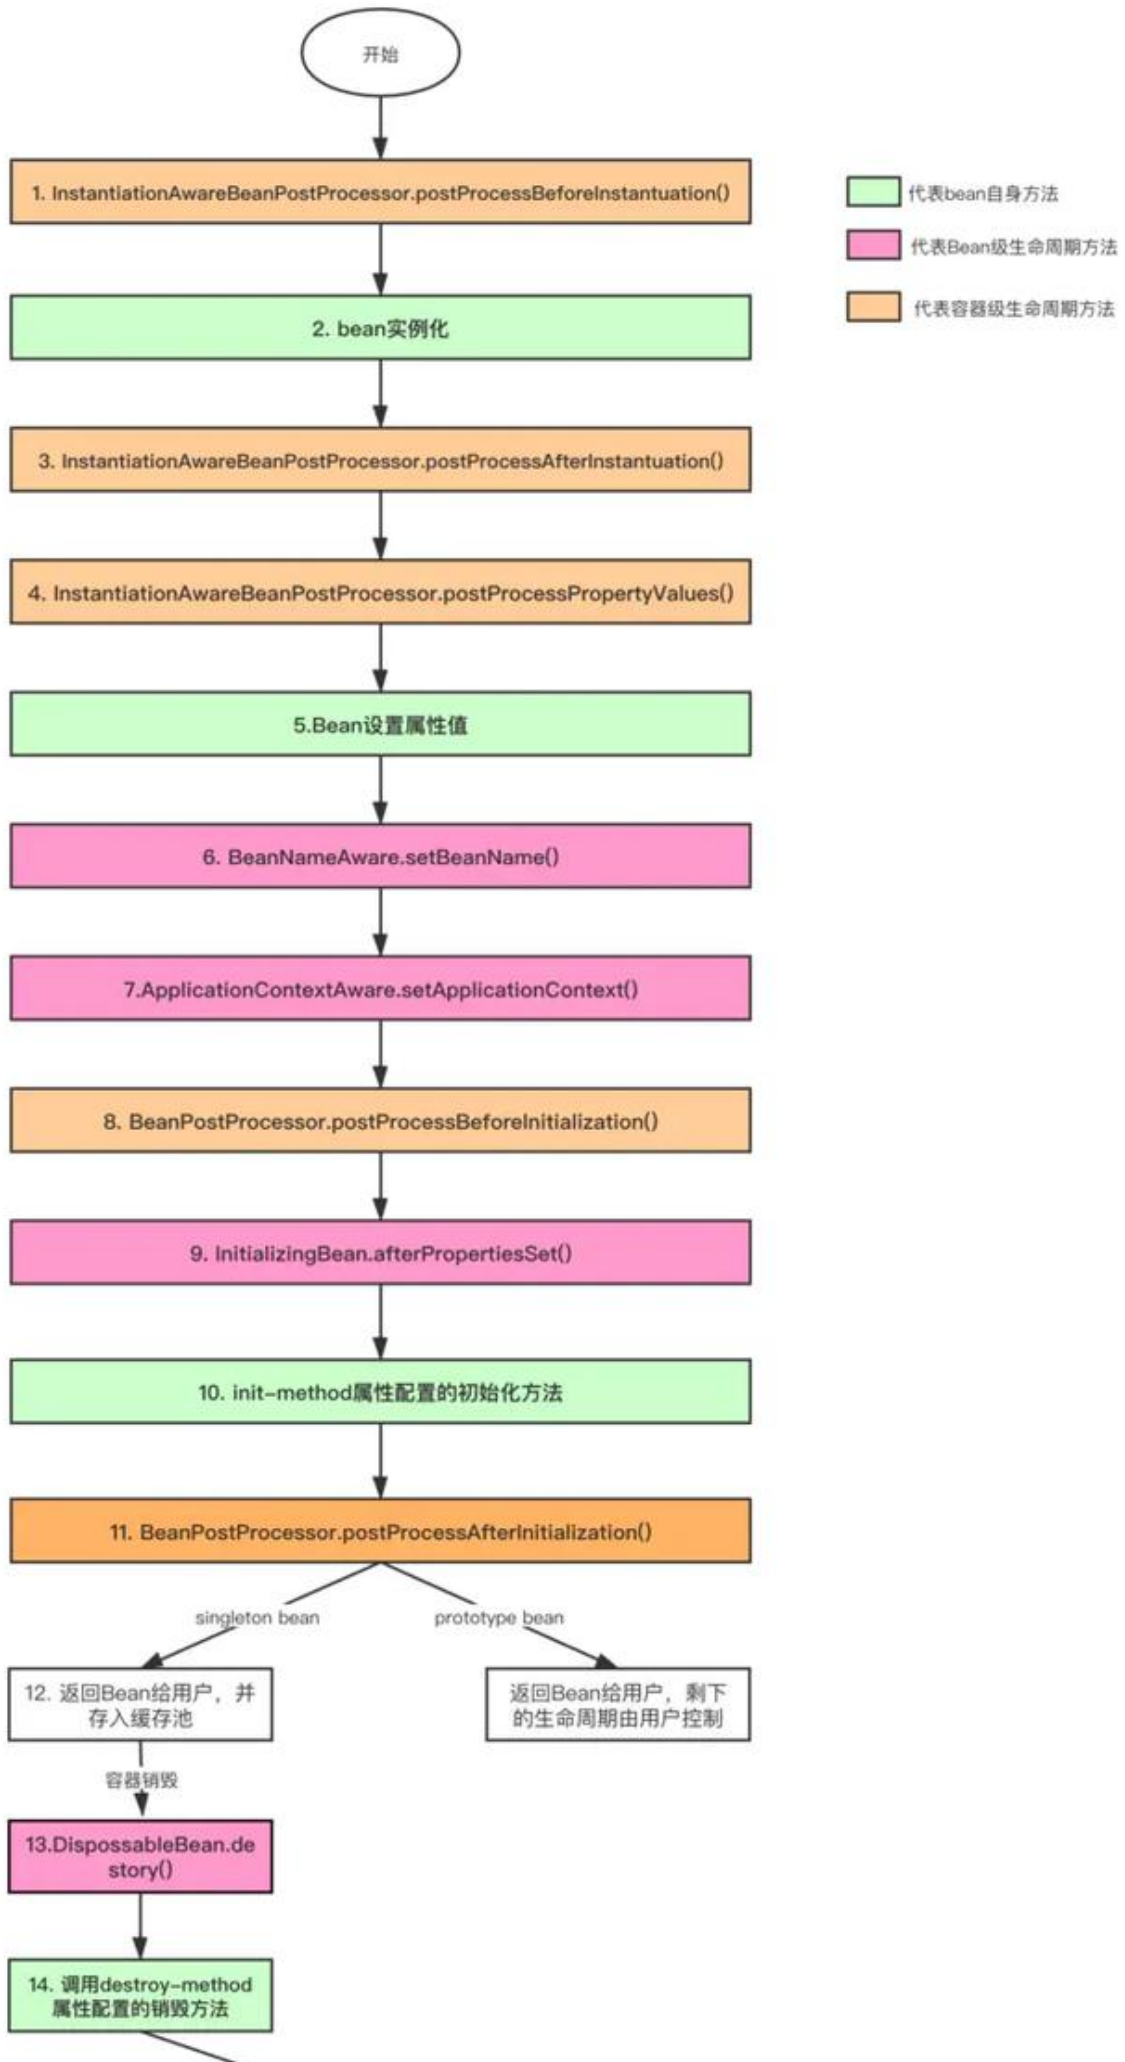 开始
1. InstantiationAwareBeanPostProcessor.postProcessBeforeInstantuation()
代表bean自身方法
代表Bean级生命周期方法
代表容器级生命周期方法
2. bean实例化
3. InstantiationAwareBeanPostProcessor.postProcessAfterInstantuation()
4. InstantiationAwareBeanPostProcessor.postProcessPropertyValues()
5.Bean设置属性值
6. BeanNameAware.setBeanName()
7.ApplicationContextAware.setApplicationContext()
8. BeanPostProcessor.postProcessBeforeInitialization()
9. InitializingBean.afterPropertiesSet()
10. init-method属性配置的初始化方法
11. BeanPostProcessor.postProcessAfterInitialization()
singleton bean
prototype bean
12. 返回Bean给用户，并
存入缓存池
返回Bean给用户，剩下
的生命周期由用户控制
容器销毁
13.DispossableBean.de
story()
14. 调用destroy-method
属性配置的销毁方法